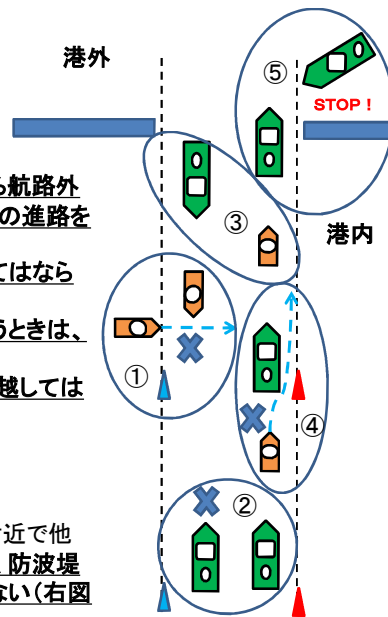 港外
⑤
STOP！
ら航路外
の進路を
③
港内
てはなら
うときは、
①
越しては
④
②
付近で他
防波堤
ない（右図